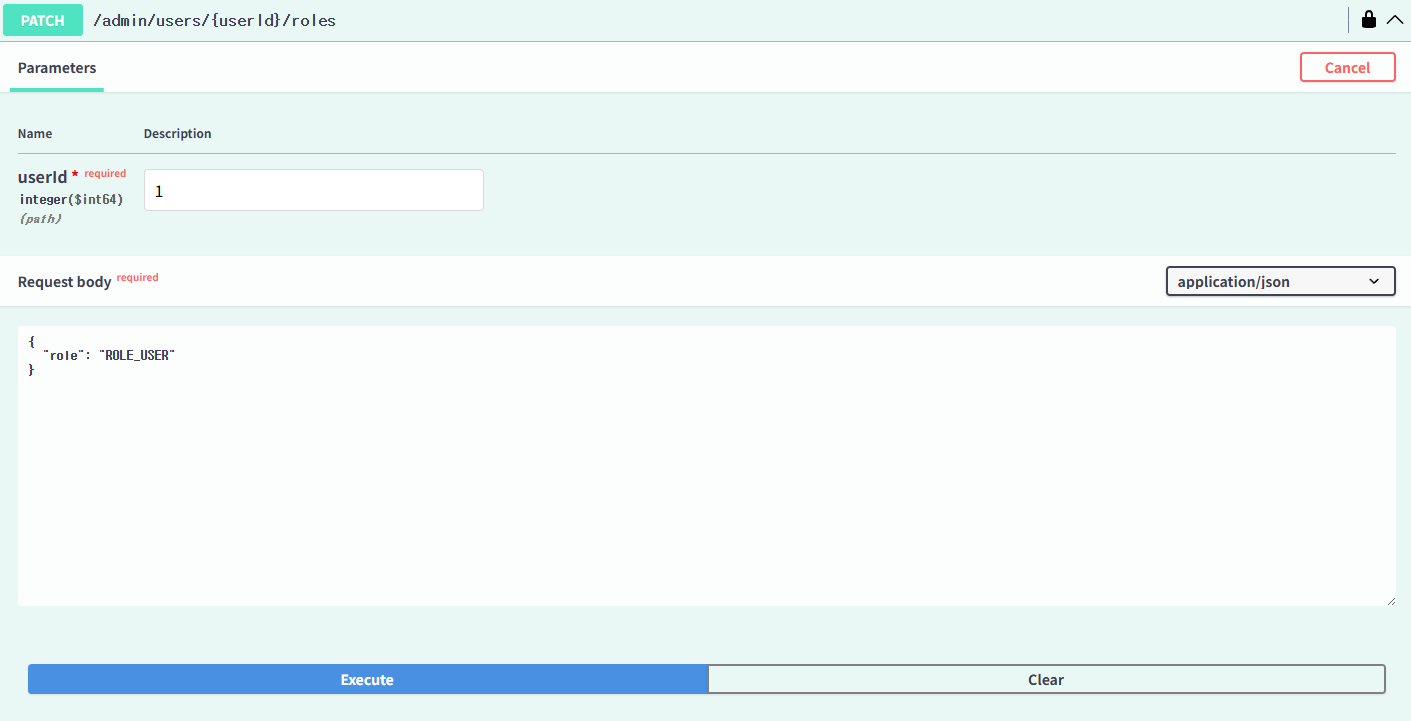 PATCH /admin/users/{userId}/roles
Parameters
Cancel
Name Description
userId * required
integer($int64)
(path)
1
Request body required
application/json
{
  "role": "ROLE_USER"
}
Execute
Clear